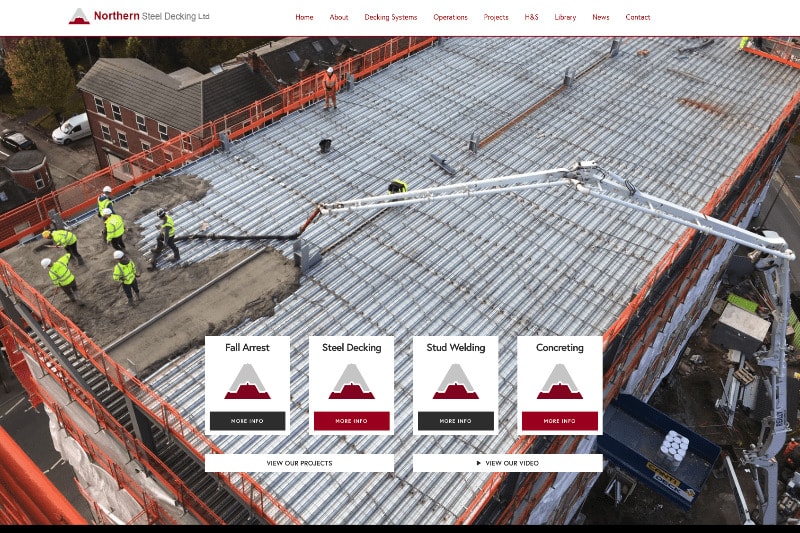 Northern Steel Decking Ltd
Home About Decking Systems Operations Projects H&S Library News Contact
Fall Arrest Steel Decking Stud Welding Concreting
MORE INFO MORE INFO MORE INFO MORE INFO
VIEW OUR PROJECTS VIEW OUR VIDEO